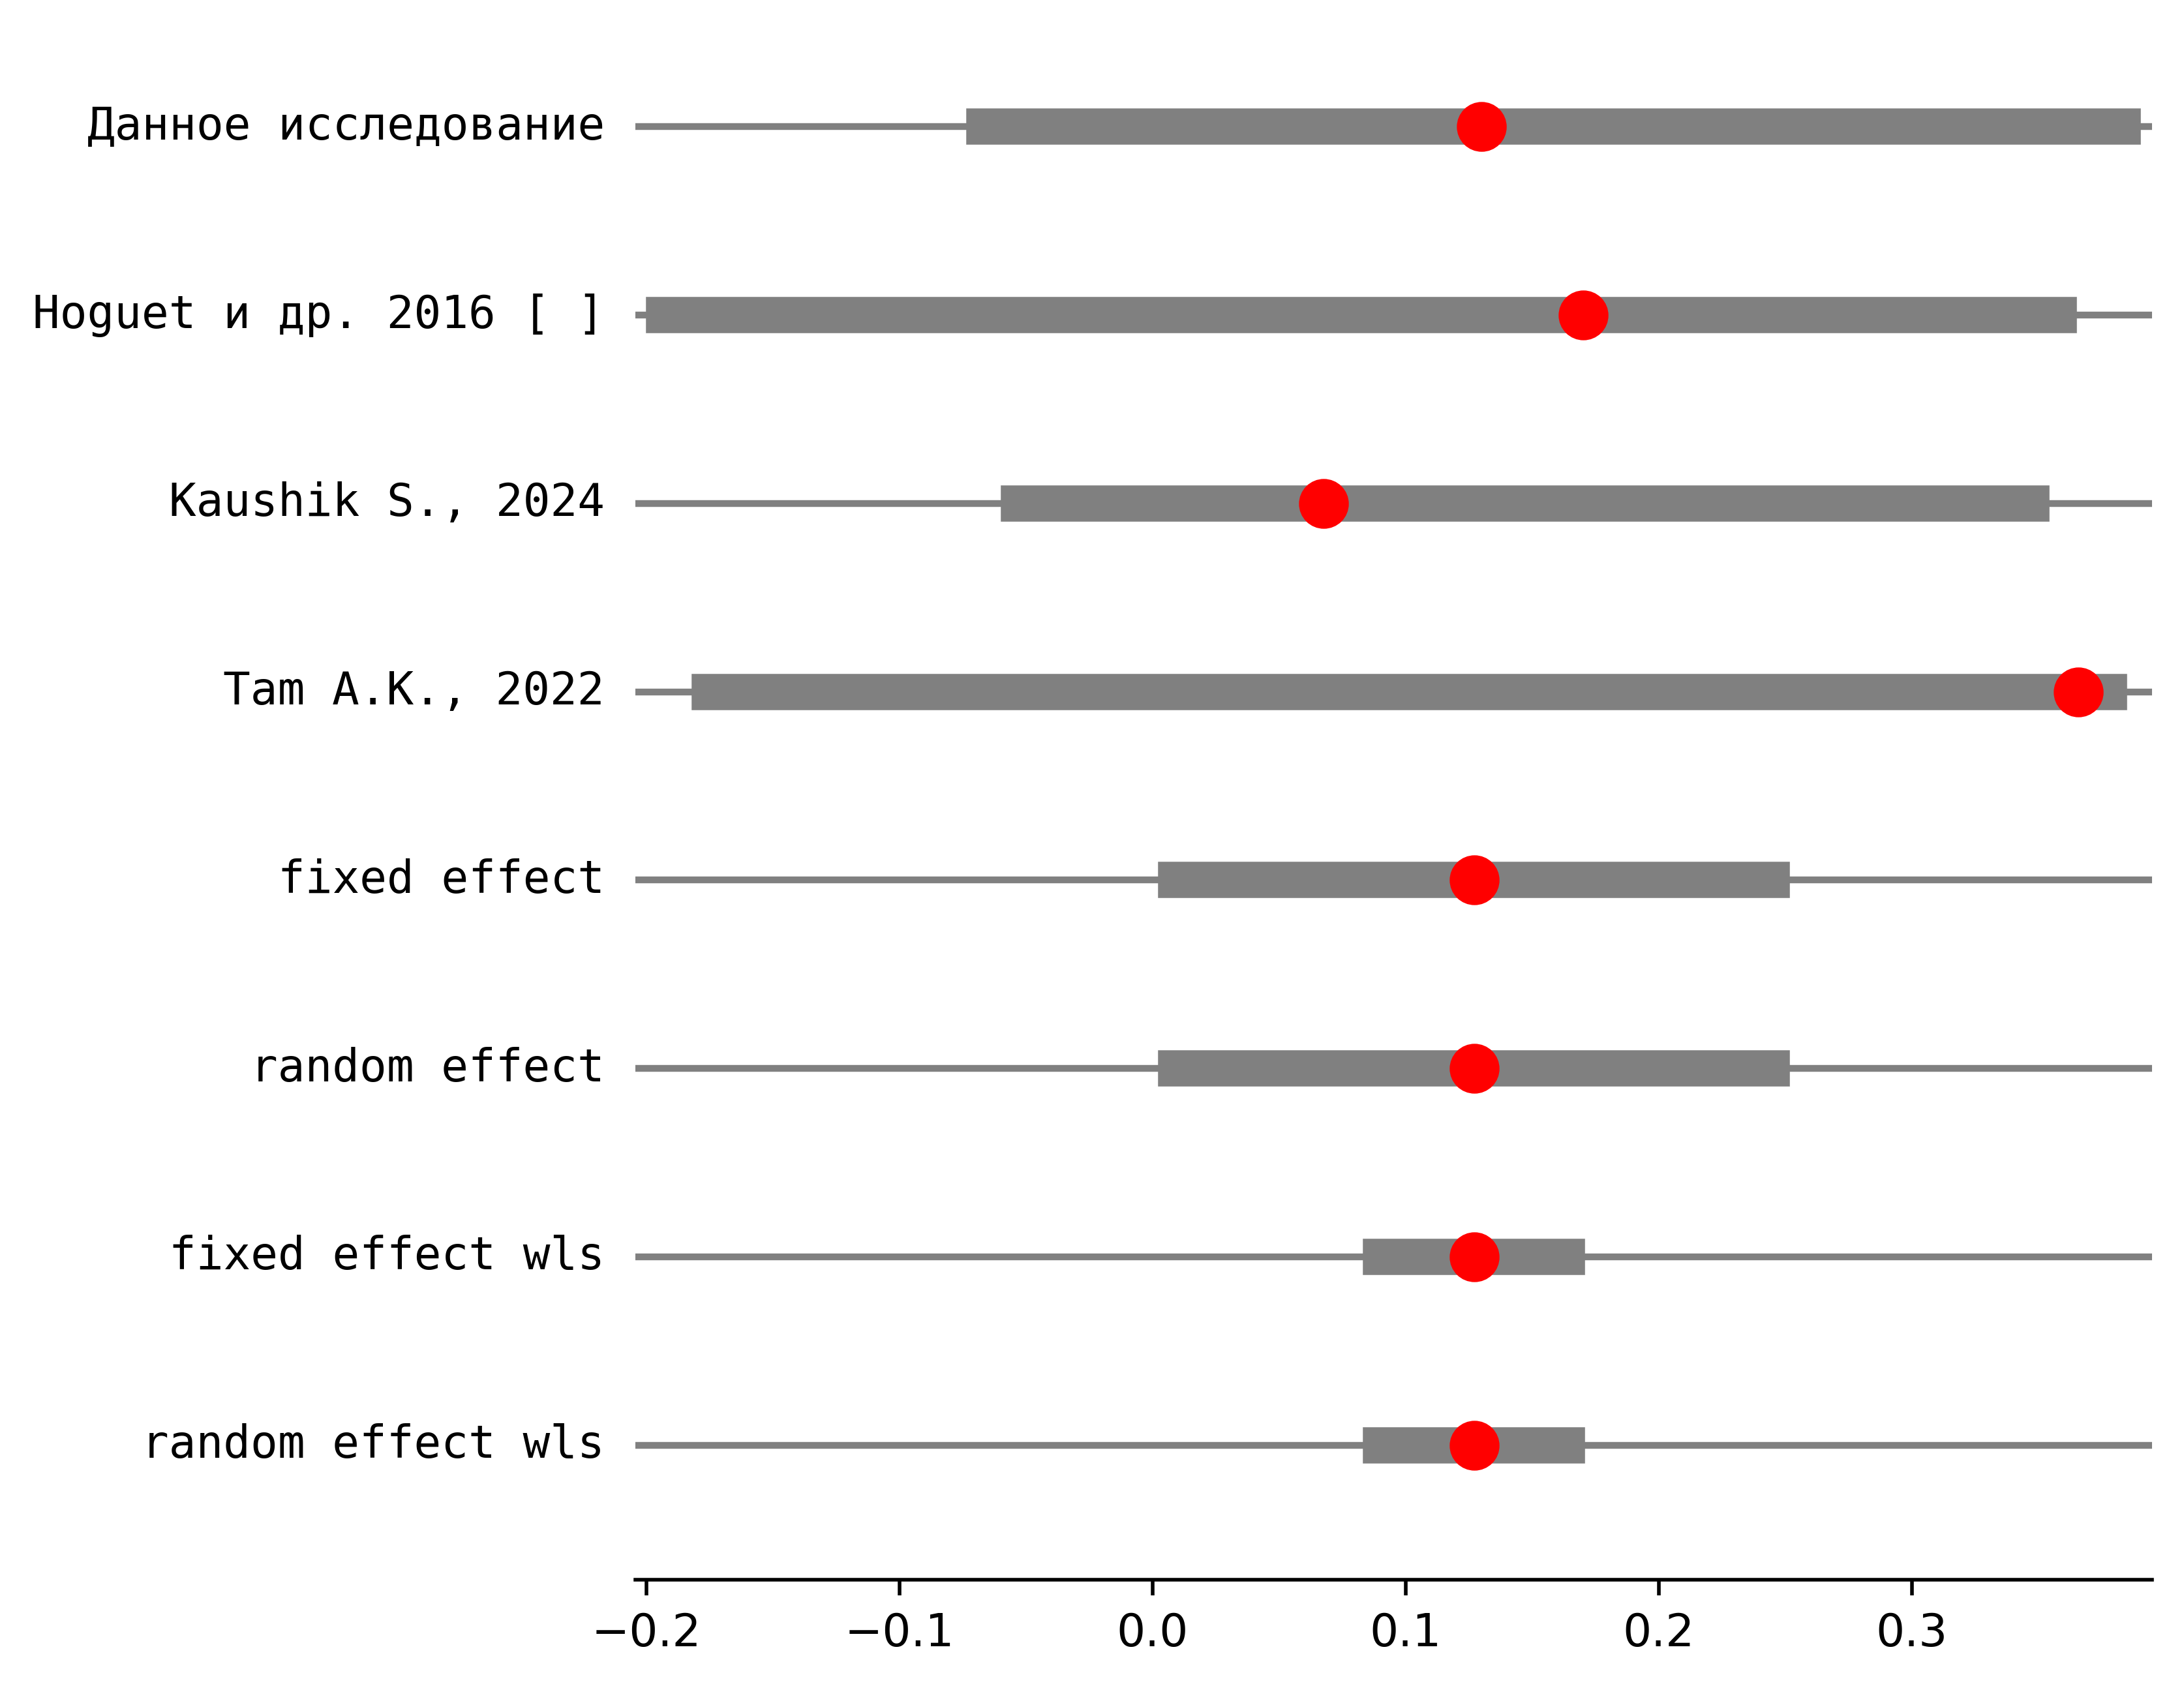 Данное исследование
Hoguet и др. 2016 [ ]
Kaushik S., 2024
Tam A.K., 2022
fixed effect
random effect
fixed effect wls
random effect wls
−0.2 −0.1 0.0 0.1 0.2 0.3